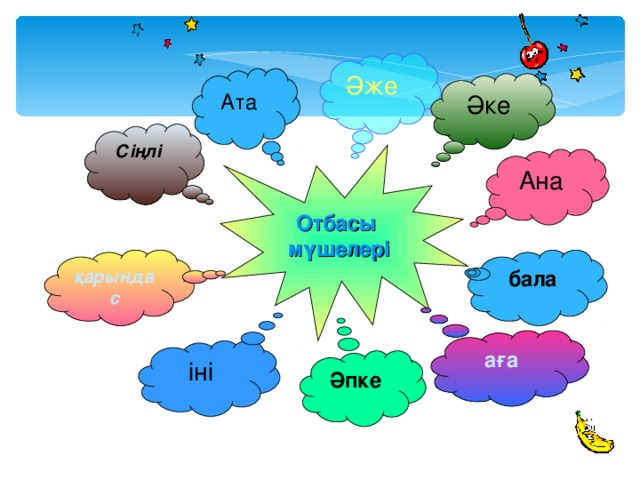 Әже
Ата
Әке
Сіңлі
Ана
Отбасы
мүшелері
қарында
с
бала
аға
іні
Әпке